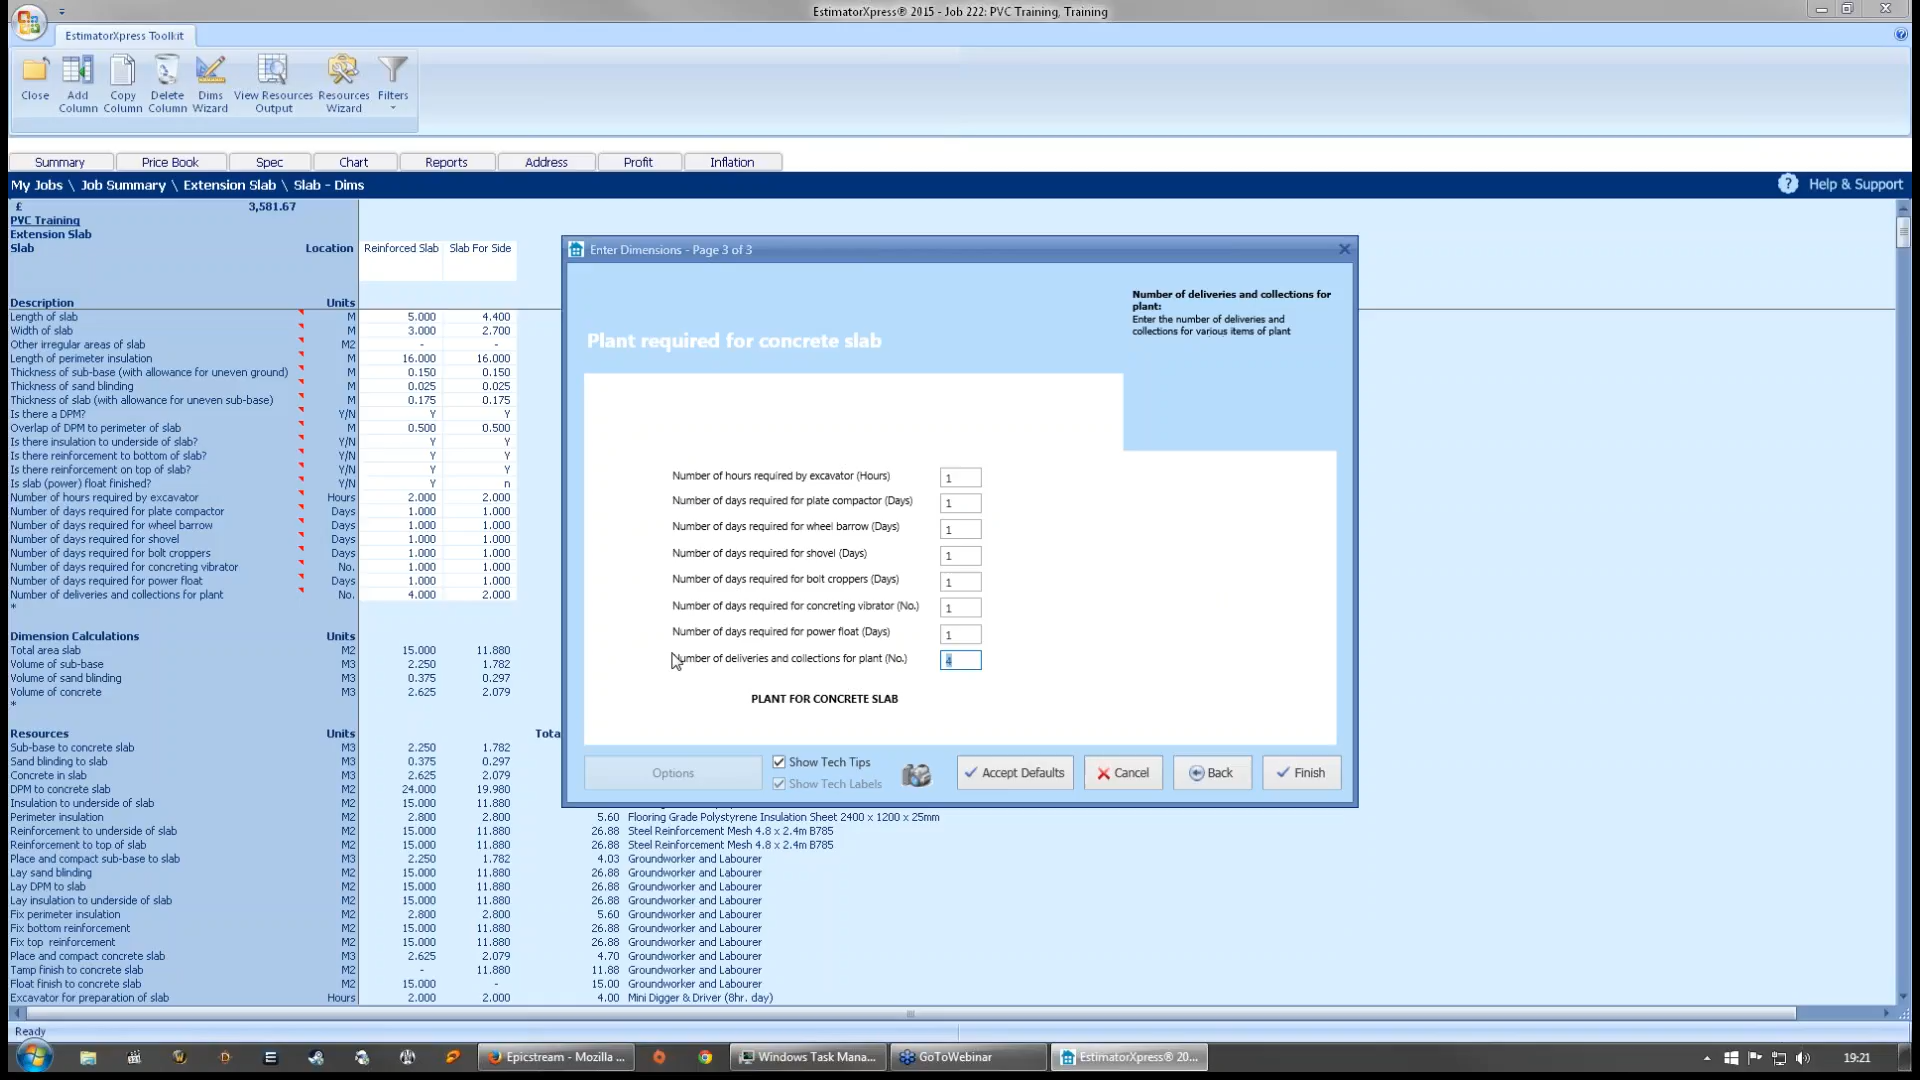 EstimatorXpress® 2015 - Job 222: PVC Training, Training
EstimatorXpress Toolkit
Close
Add Column
Copy Column
Delete Column
Dims Wizard
View Resources Output
Resources Wizard
Filters
Summary
Price Book
Spec
Chart
Reports
Address
Profit
Inflation
My Jobs \ Job Summary \ Extension Slab \ Slab - Dims
? Help & Support
£ 3,581.67
PVC Training
Extension Slab
Slab Location Reinforced Slab Slab For Side
Description Units
Length of slab M 5.000 4.400
Width of slab M 3.000 2.700
Other irregular areas of slab M2 - -
Length of perimeter insulation M 16.000 16.000
Thickness of sub-base (with allowance for uneven ground) M 0.150 0.150
Thickness of sand blinding M 0.025 0.025
Thickness of slab (with allowance for uneven sub-base) M 0.175 0.175
Is there a DPM? Y/N Y Y
Overlap of DPM to perimeter of slab M 0.500 0.500
Is there insulation to underside of slab? Y/N Y Y
Is there reinforcement to bottom of slab? Y/N Y Y
Is there reinforcement on top of slab? Y/N Y Y
Is slab (power) float finished? Y/N Y n
Number of hours required by excavator Hours 2.000 2.000
Number of days required for plate compactor Days 1.000 1.000
Number of days required for wheel barrow Days 1.000 1.000
Number of days required for shovel Days 1.000 1.000
Number of days required for bolt croppers Days 1.000 1.000
Number of days required for concreting vibrator No. 1.000 1.000
Number of days required for power float Days 1.000 1.000
Number of deliveries and collections for plant No. 4.000 2.000
*
Dimension Calculations Units
Total area slab M2 15.000 11.880
Volume of sub-base M3 2.250 1.782
Volume of sand blinding M3 0.375 0.297
Volume of concrete M3 2.625 2.079
*
Resources Units Tota
Sub-base to concrete slab M3 2.250 1.782
Sand blinding to slab M3 0.375 0.297
Concrete in slab M3 2.625 2.079
DPM to concrete slab M2 24.000 19.980
Insulation to underside of slab M2 15.000 11.880
Perimeter insulation M2 2.800 2.800 5.60 Flooring Grade Polystyrene Insulation Sheet 2400 x 1200 x 25mm
Reinforcement to underside of slab M2 15.000 11.880 26.88 Steel Reinforcement Mesh 4.8 x 2.4m B785
Reinforcement to top of slab M2 15.000 11.880 26.88 Steel Reinforcement Mesh 4.8 x 2.4m B785
Place and compact sub-base to slab M3 2.250 1.782 4.03 Groundworker and Labourer
Lay sand blinding M2 15.000 11.880 26.88 Groundworker and Labourer
Lay DPM to slab M2 15.000 11.880 26.88 Groundworker and Labourer
Lay insulation to underside of slab M2 15.000 11.880 26.88 Groundworker and Labourer
Fix perimeter insulation M2 2.800 2.800 5.60 Groundworker and Labourer
Fix bottom reinforcement M2 15.000 11.880 26.88 Groundworker and Labourer
Fix top reinforcement M2 15.000 11.880 26.88 Groundworker and Labourer
Place and compact concrete slab M3 2.625 2.079 4.70 Groundworker and Labourer
Tamp finish to concrete slab M2 - 11.880 11.88 Groundworker and Labourer
Float finish to concrete slab M2 15.000 - 15.00 Groundworker and Labourer
Excavator for preparation of slab Hours 2.000 2.000 4.00 Mini Digger & Driver (8hr. day)
Enter Dimensions - Page 3 of 3
Plant required for concrete slab
Number of deliveries and collections for
plant:
Enter the number of deliveries and
collections for various items of plant
Number of hours required by excavator (Hours) 1
Number of days required for plate compactor (Days) 1
Number of days required for wheel barrow (Days) 1
Number of days required for shovel (Days) 1
Number of days required for bolt croppers (Days) 1
Number of days required for concreting vibrator (No.) 1
Number of days required for power float (Days) 1
Number of deliveries and collections for plant (No.) 4
PLANT FOR CONCRETE SLAB
Options
Show Tech Tips
Show Tech Labels
Accept Defaults
Cancel
Back
Finish
Ready
Epicstream - Mozilla ...
Windows Task Mana...
GoToWebinar
EstimatorXpress® 20...
19:21